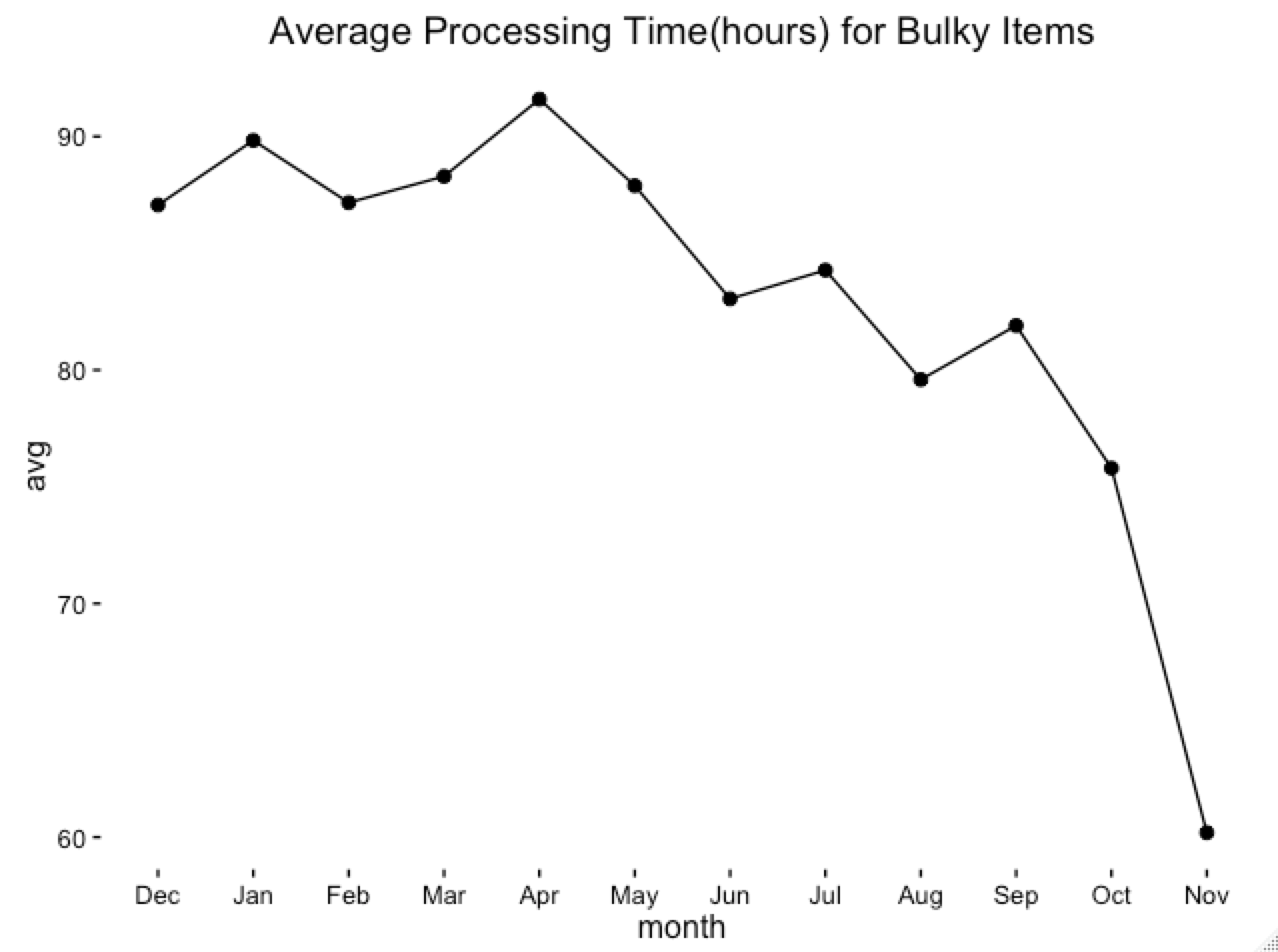 Average Processing Time(hours) for Bulky Items
90
80
70
60
avg
Dec Jan Feb Mar Apr May Jun Jul Aug Sep Oct Nov
month